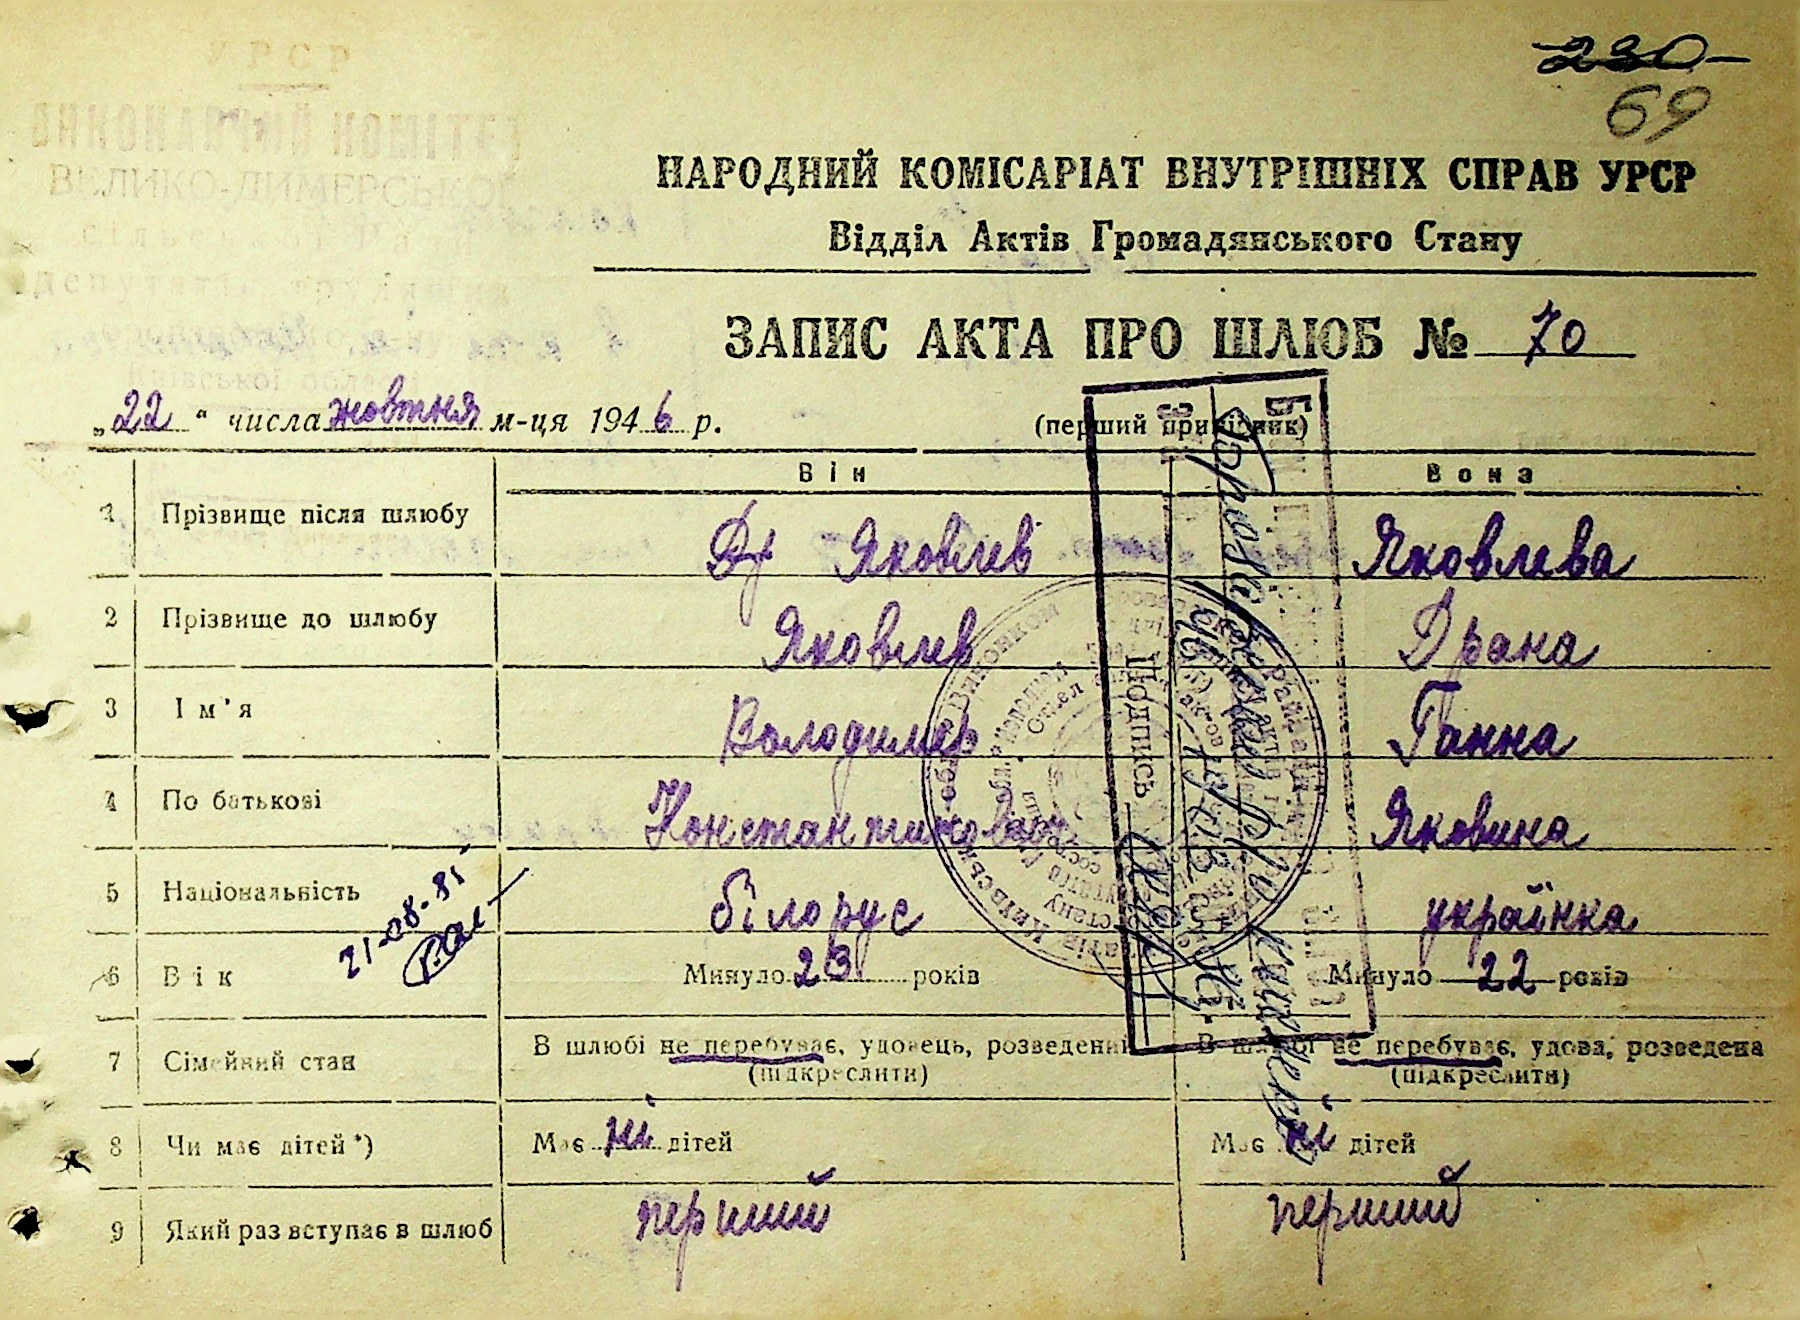 УРСР
ВИКОНАВЧИЙ КОМІТЕТ
ВЕЛИКО-ДИМЕРСЬКОЇ
230
69
НАРОДНИЙ КОМІСАРІАТ ВНУТРІШНІХ СПРАВ УРСР
Відділ Актів Громадянського Стану
ЗАПИС АКТА ПРО ШЛЮБ № 70
„22“ числа жовтня м-ця 1946 р.
(перший примірник)
Він Вона
1 Прізвище після шлюбу Яковлев Яковлева
2 Прізвище до шлюбу Яковлев Драна
3 Ім'я Володимер Ганна
4 По батькові Константинович Яковина
5 Національність білорус українка
21-08-81
6 Вік Минуло 23 років Минуло 22 років
7 Сімейний стан В шлюбі не перебуває, удовець, розведений В шлюбі не перебуває, удова, розведена
(підкреслити) (підкреслити)
8 Чи має дітей *) Має ні дітей Має ні дітей
9 Який раз вступає в шлюб перший перший
Подпись